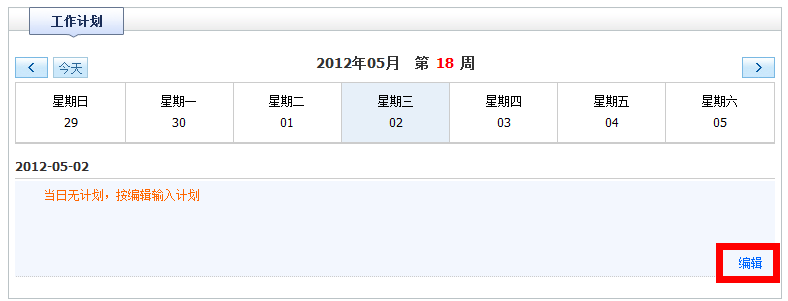 工作计划
今天
2012年05月 第 18 周
星期日 星期一 星期二 星期三 星期四 星期五 星期六
29 30 01 02 03 04 05
2012-05-02
当日无计划，按编辑输入计划
编辑